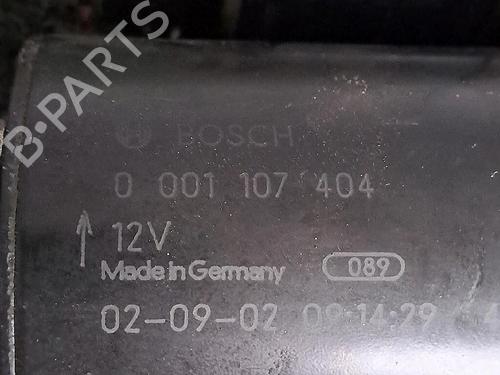 B-PARTS
BOSCH
0 001 107 404
12V
Made in Germany 089
02-09-02 09:14:29